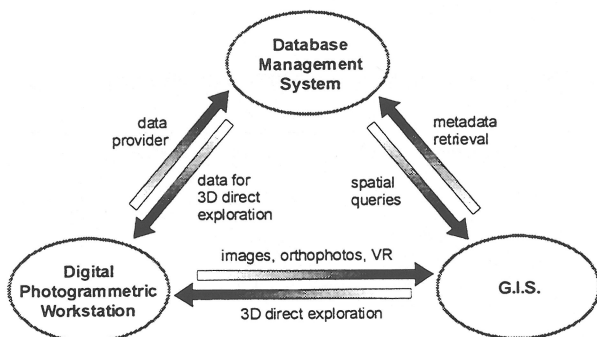 Database
Management
System
data
provider
metadata
retrieval
data for
3D direct
exploration
spatial
queries
images, orthophotos, VR
Digital
Photogrammetric
Workstation
G.I.S.
3D direct exploration